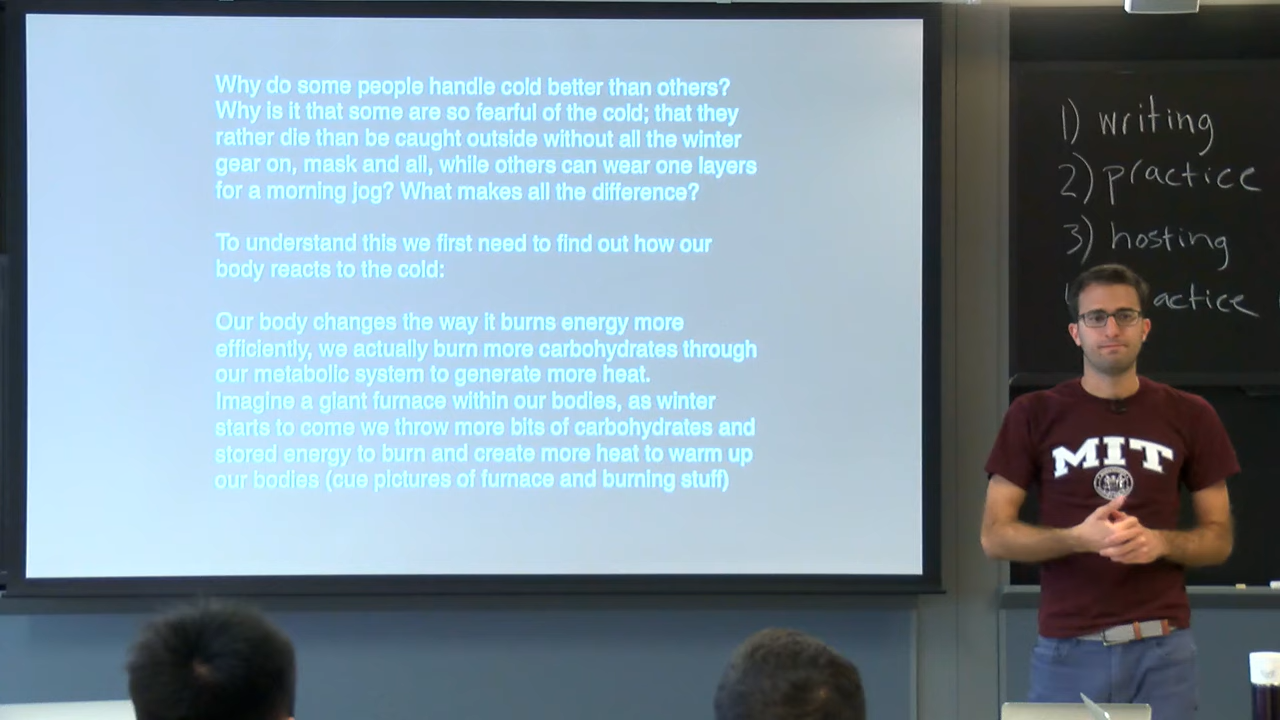 Why do some people handle cold better than others?
Why is it that some are so fearful of the cold; that they
rather die than be caught outside without all the winter
gear on, mask and all, while others can wear one layers
for a morning jog? What makes all the difference?
To understand this we first need to find out how our
body reacts to the cold:
Our body changes the way it burns energy more
efficiently, we actually burn more carbohydrates through
our metabolic system to generate more heat.
Imagine a giant furnace within our bodies, as winter
starts to come we throw more bits of carbohydrates and
stored energy to burn and create more heat to warm up
our bodies (cue pictures of furnace and burning stuff)
1) writing
2) practice
3) hosting
actice
MIT